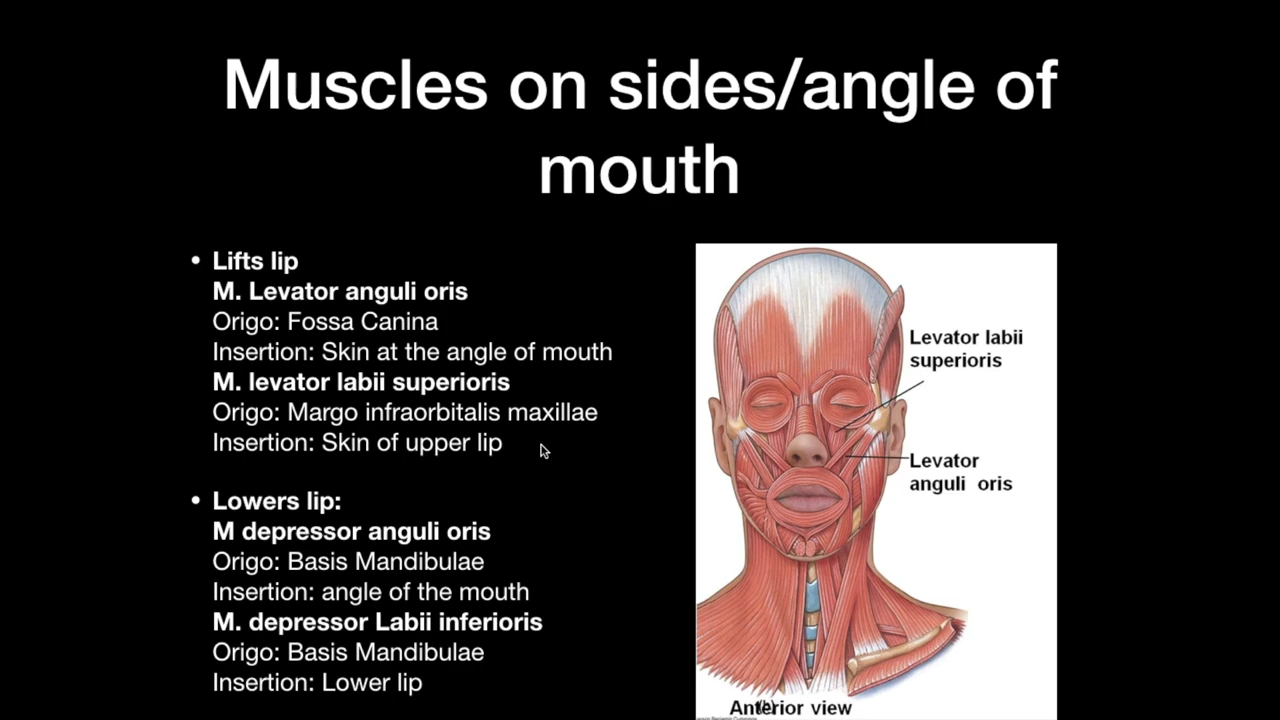 Muscles on sides/angle of
mouth
• Lifts lip
M. Levator anguli oris
Origo: Fossa Canina
Insertion: Skin at the angle of mouth
M. levator labii superioris
Origo: Margo infraorbitalis maxillae
Insertion: Skin of upper lip
• Lowers lip:
M depressor anguli oris
Origo: Basis Mandibulae
Insertion: angle of the mouth
M. depressor Labii inferioris
Origo: Basis Mandibulae
Insertion: Lower lip
Levator labii
superioris
Levator
anguli oris
Anterior view